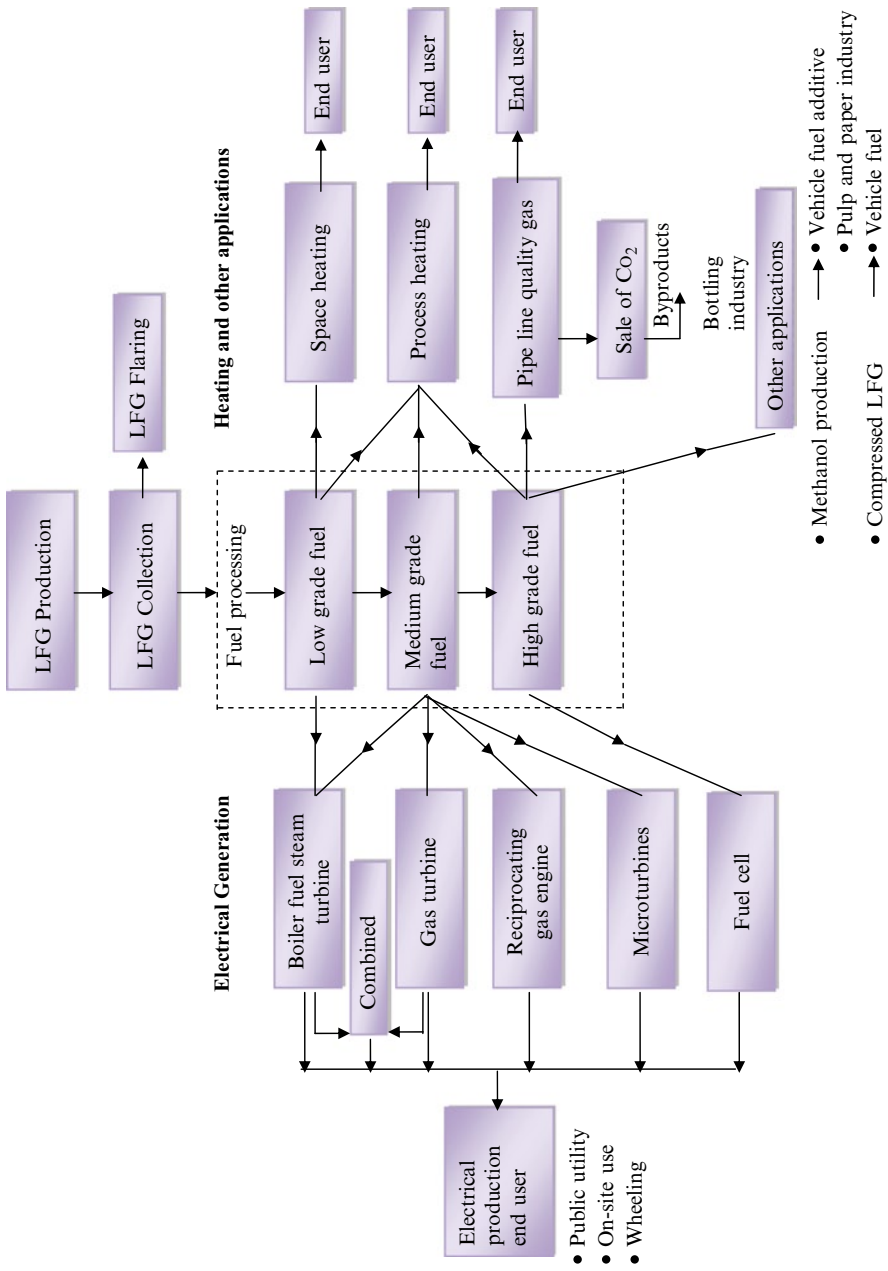 LFG Production
LFG Collection
LFG Flaring
Electrical Generation
Fuel processing
Heating and other applications
Boiler fuel steam
turbine
Low grade fuel
Space heating
End user
Combined
Gas turbine
Medium grade
fuel
Process heating
End user
Electrical
production
end user
Reciprocating
gas engine
High grade fuel
Pipe line quality gas
End user
● Public utility
● On-site use
● Wheeling
Microturbines
Sale of Co₂
Byproducts
Fuel cell
Bottling
industry
Other applications
● Methanol production
● Vehicle fuel additive
● Pulp and paper industry
● Compressed LFG
● Vehicle fuel